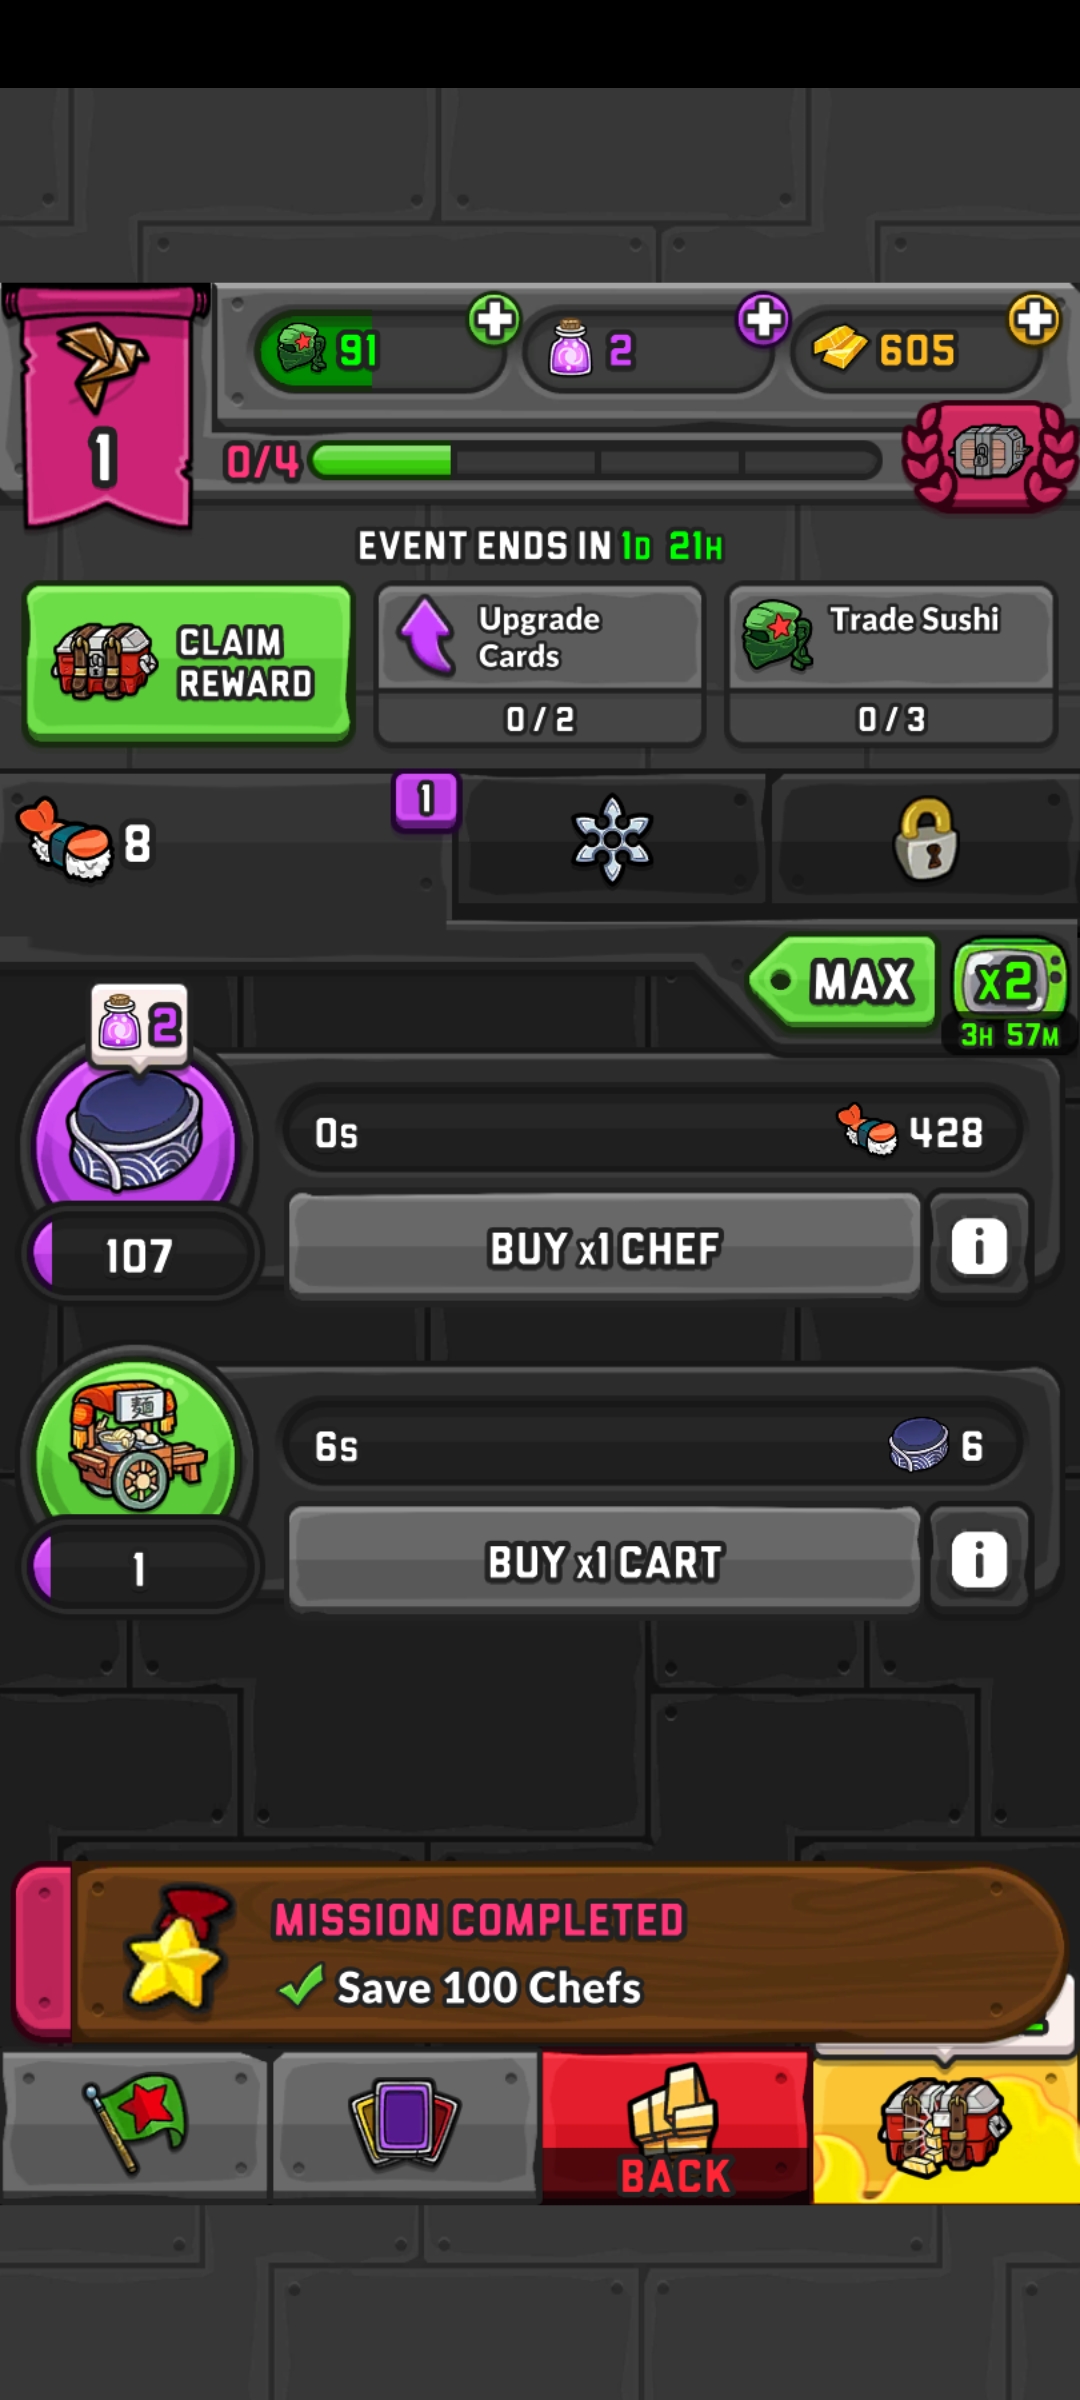 91
2
605
1
0/4
EVENT ENDS IN 1D 21H
CLAIM
REWARD
Upgrade
Cards
0 / 2
Trade Sushi
0 / 3
8
1
MAX
x2
3H 57M
2
0s
428
107
BUY x1 CHEF
i
麺
6s
6
1
BUY x1 CART
i
MISSION COMPLETED
Save 100 Chefs
BACK